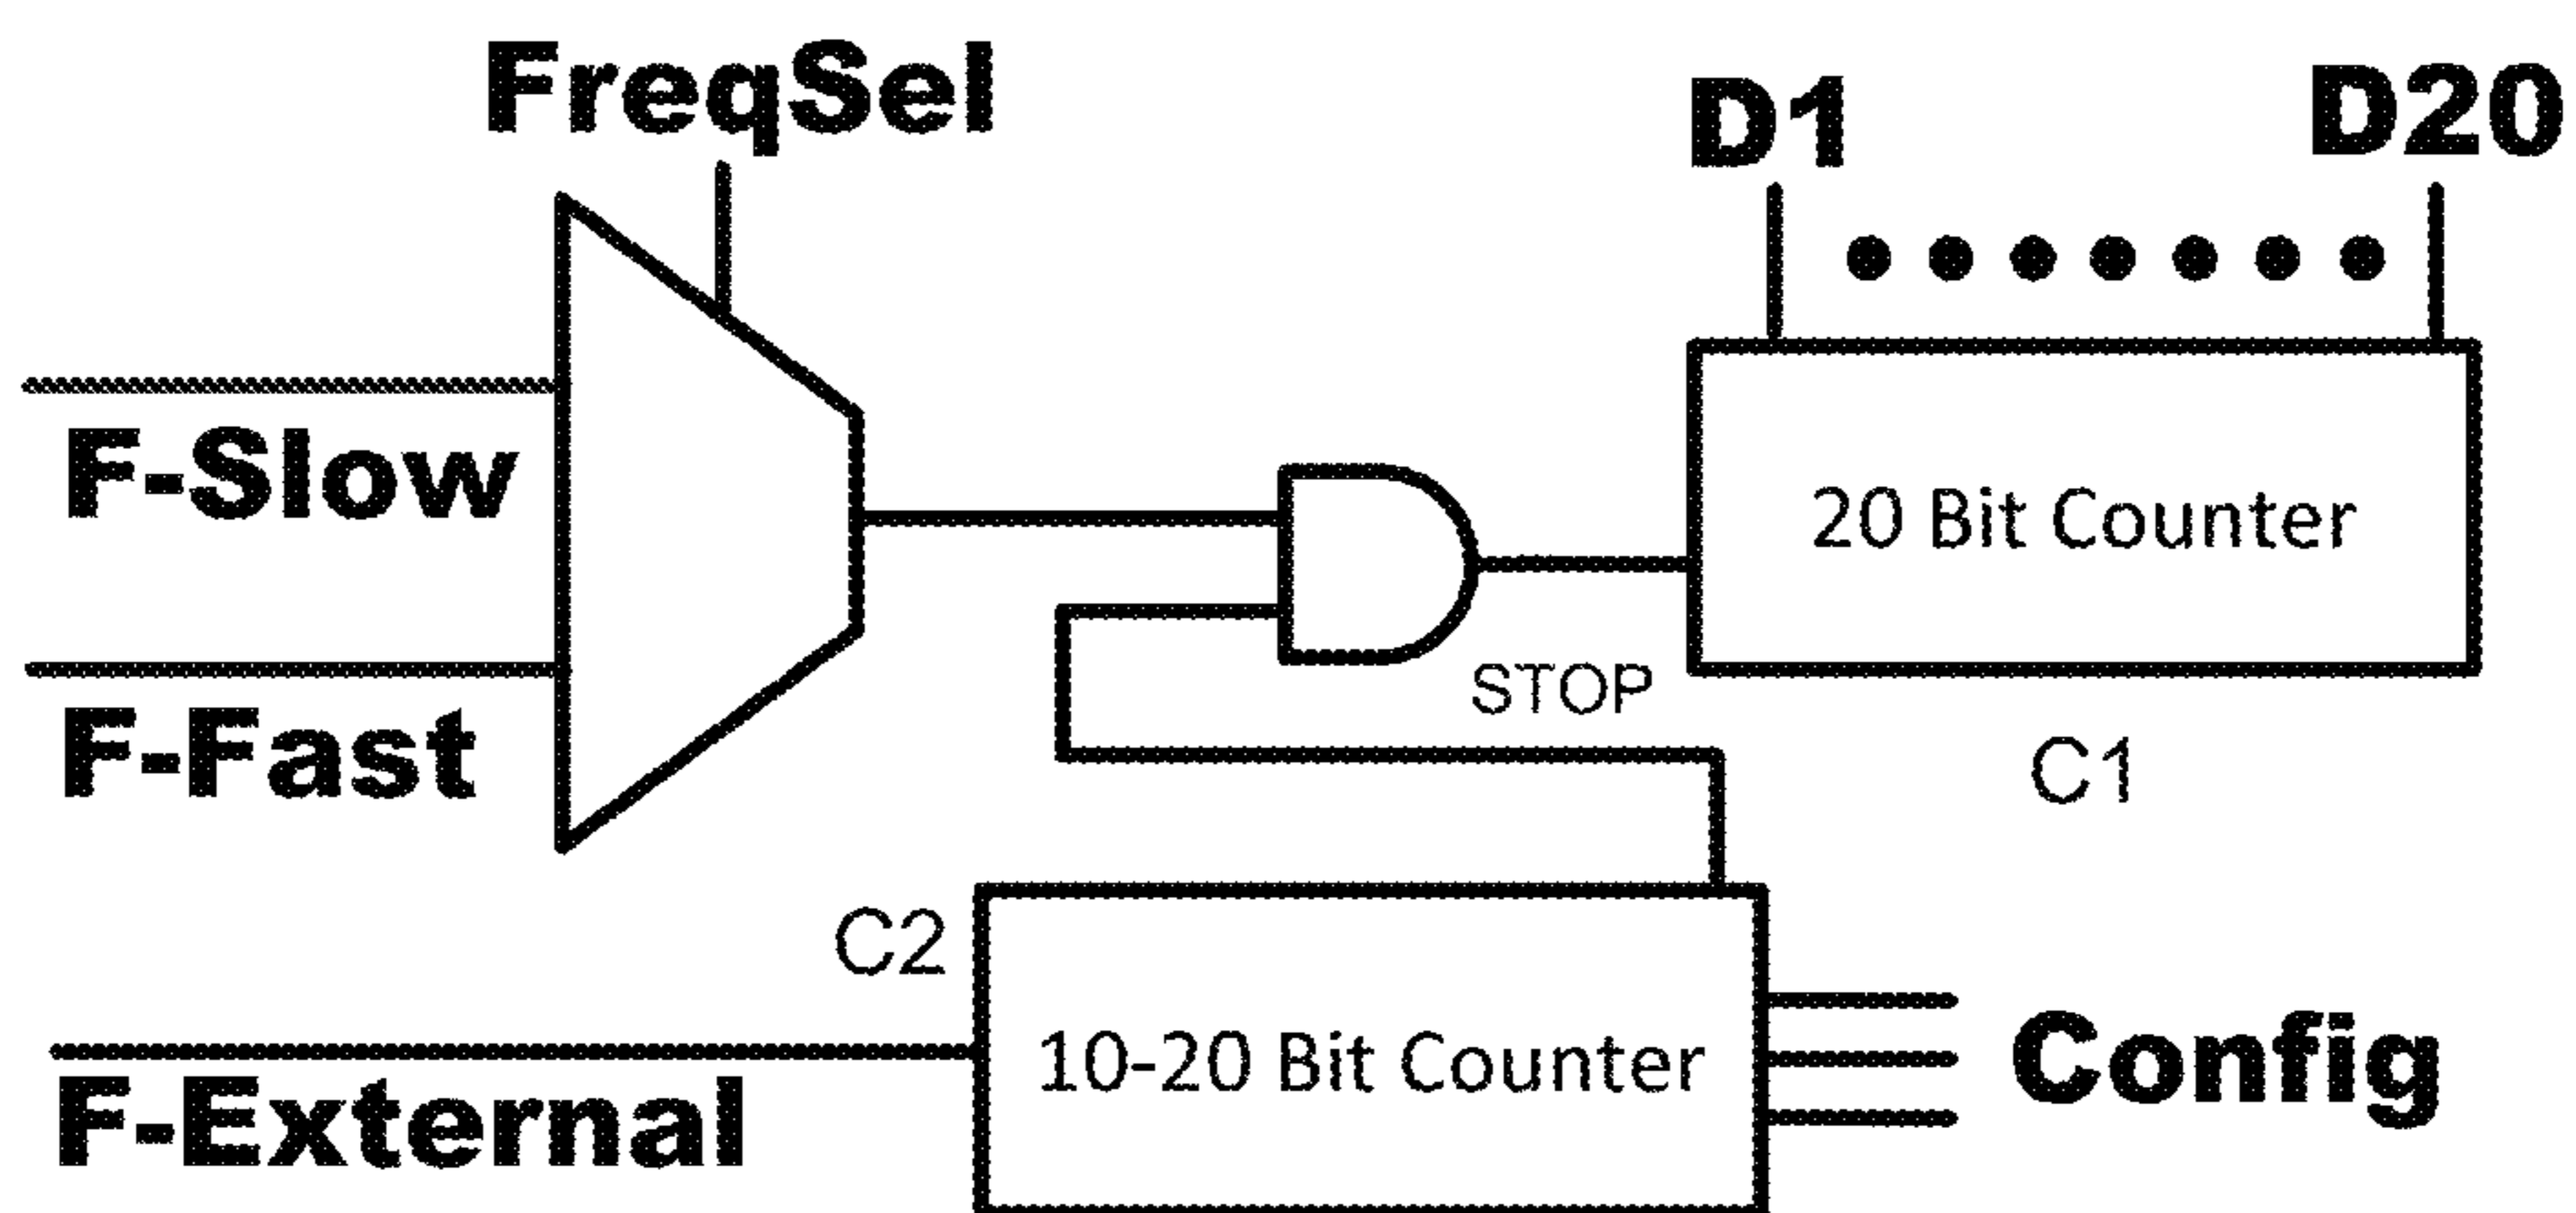 FreqSel
D1
D20
F-Slow
20 Bit Counter
STOP
F-Fast
C1
C2
10-20 Bit Counter
Config
F-External